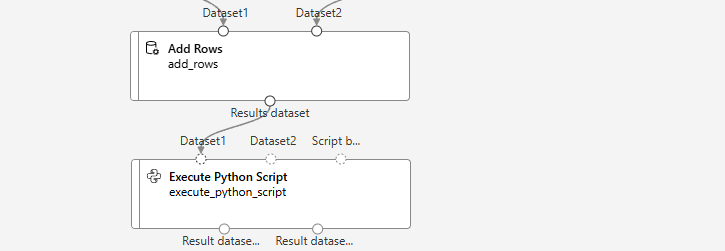 Dataset1 Dataset2
Add Rows
add_rows
Results dataset
Dataset1 Dataset2 Script b...
Execute Python Script
execute_python_script
Result datase... Result datase...